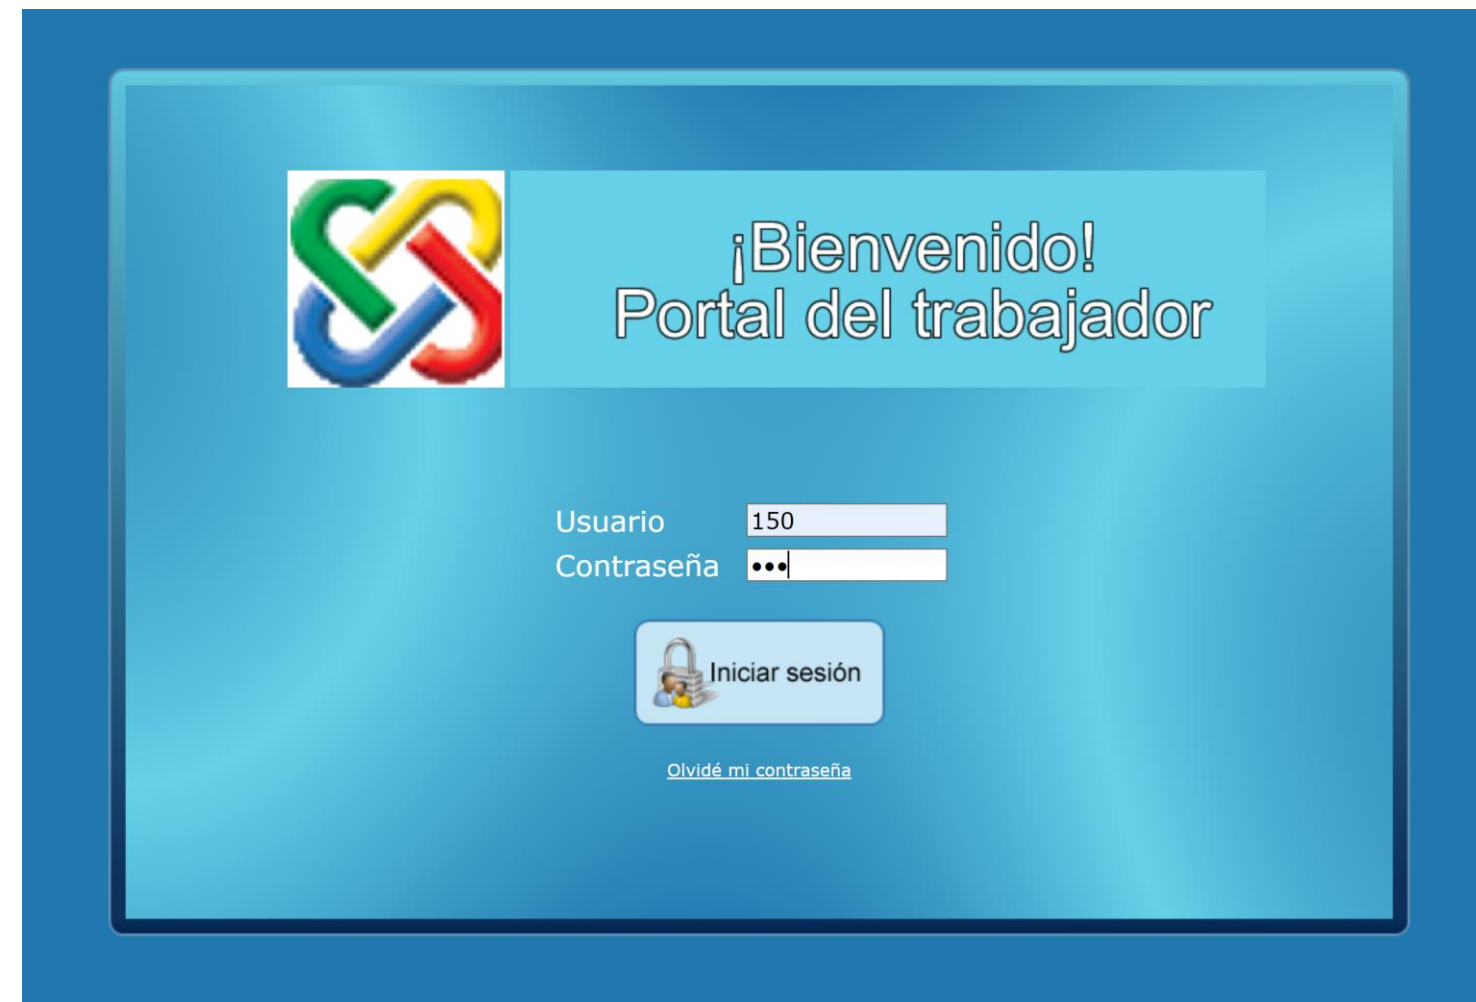 ¡Bienvenido!
Portal del trabajador
Usuario 150
Contraseña •••
Iniciar sesión
Olvidé mi contraseña